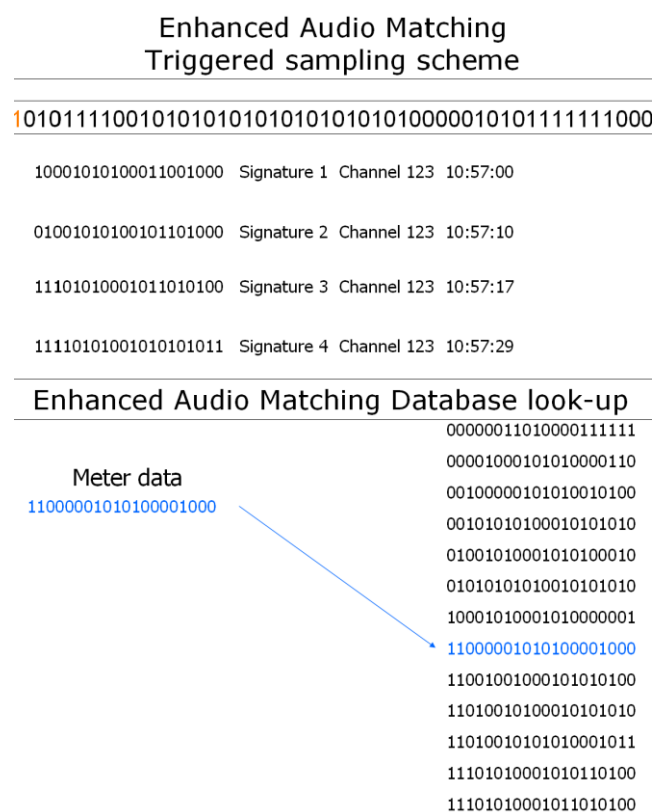 Enhanced Audio Matching
Triggered sampling scheme
10101111001010101010101010101010100000101011111111000
10001010100011001000 Signature 1 Channel 123 10:57:00
01001010100101101000 Signature 2 Channel 123 10:57:10
11101010001011010100 Signature 3 Channel 123 10:57:17
11110101001010101011 Signature 4 Channel 123 10:57:29
Enhanced Audio Matching Database look-up
00000011010000111111
Meter data
00001000101010000110
00100000101010010100
11000001010100001000
00101010100010101010
01001010001010100010
01010101010010101010
10001010001010000001
11000001010100001000
11001001000101010100
11010010100010101010
11010010101010001011
11101010001010110100
11101010001011010100